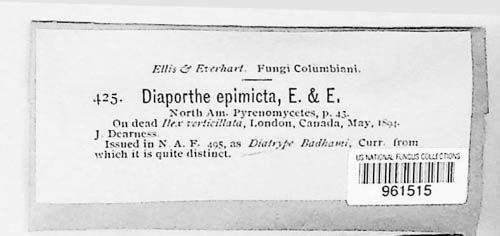 Ellis & Everhart. Fungi Columbiani.
425. Diaporthe epimicta, E. & E.
North Am. Pyrenomycetes, p. 43.
On dead Ilex verticillata, London, Canada, May, 1894.
J. Dearness.
Issued in N. A. F. 495, as Diatrype Badhami, Curr. from
which it is quite distinct.
US NATIONAL FUNGUS COLLECTIONS
961515